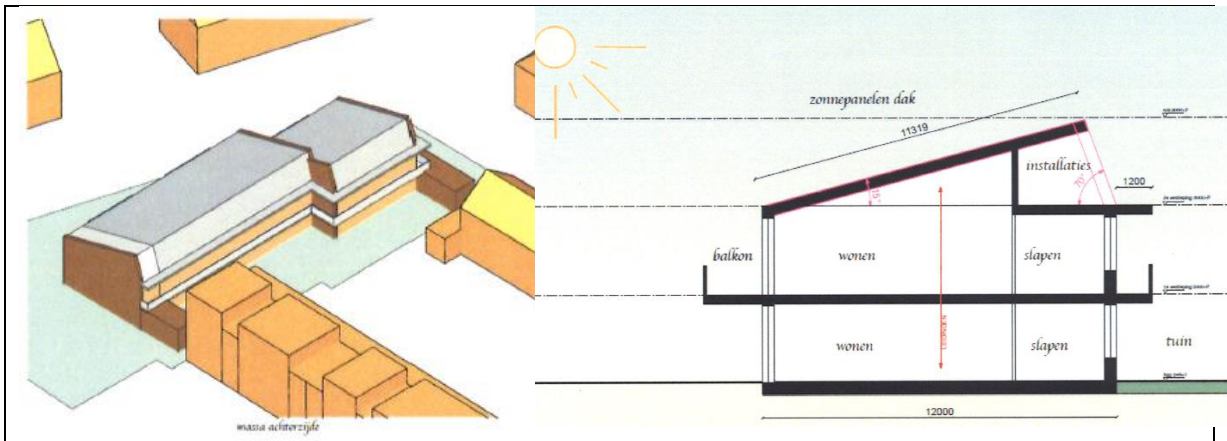 massa achterzijde
zonnepanelen dak
11319
installaties
15°
70°
1200
balkon
wonen
slapen
wonen
slapen
tuin
12000